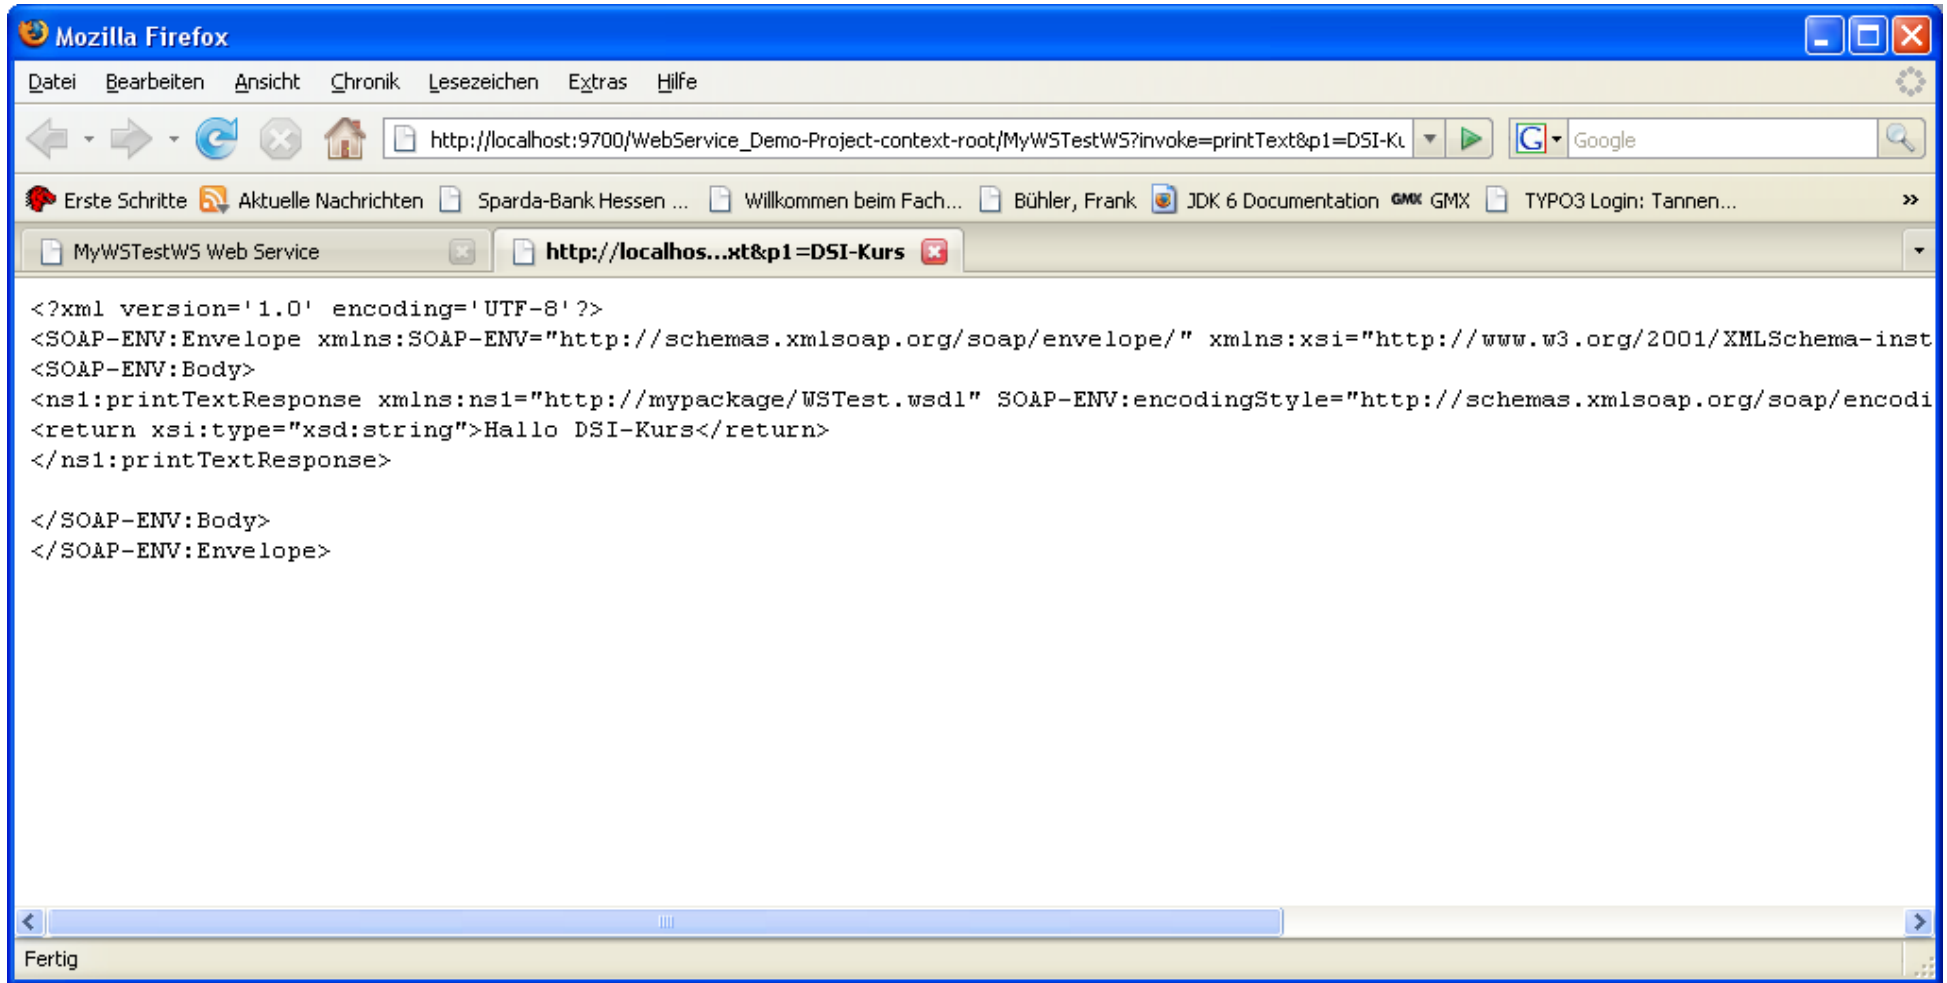 Mozilla Firefox
Datei Bearbeiten Ansicht Chronik Lesezeichen Extras Hilfe
http://localhost:9700/WebService_Demo-Project-context-root/MyWSTestWS?invoke=printText&p1=DSI-Ku G Google
Erste Schritte Aktuelle Nachrichten Sparda-Bank Hessen ... Willkommen beim Fach... Bühler, Frank JDK 6 Documentation GMX GMX TYPO3 Login: Tannen... »
MyWSTestWS Web Service http://localhos...xt&p1=DSI-Kurs
<?xml version='1.0' encoding='UTF-8'?>
<SOAP-ENV:Envelope xmlns:SOAP-ENV="http://schemas.xmlsoap.org/soap/envelope/" xmlns:xsi="http://www.w3.org/2001/XMLSchema-inst
<SOAP-ENV:Body>
<ns1:printTextResponse xmlns:ns1="http://mypackage/WSTest.wsdl" SOAP-ENV:encodingStyle="http://schemas.xmlsoap.org/soap/encodi
<return xsi:type="xsd:string">Hallo DSI-Kurs</return>
</ns1:printTextResponse>
</SOAP-ENV:Body>
</SOAP-ENV:Envelope>
Fertig